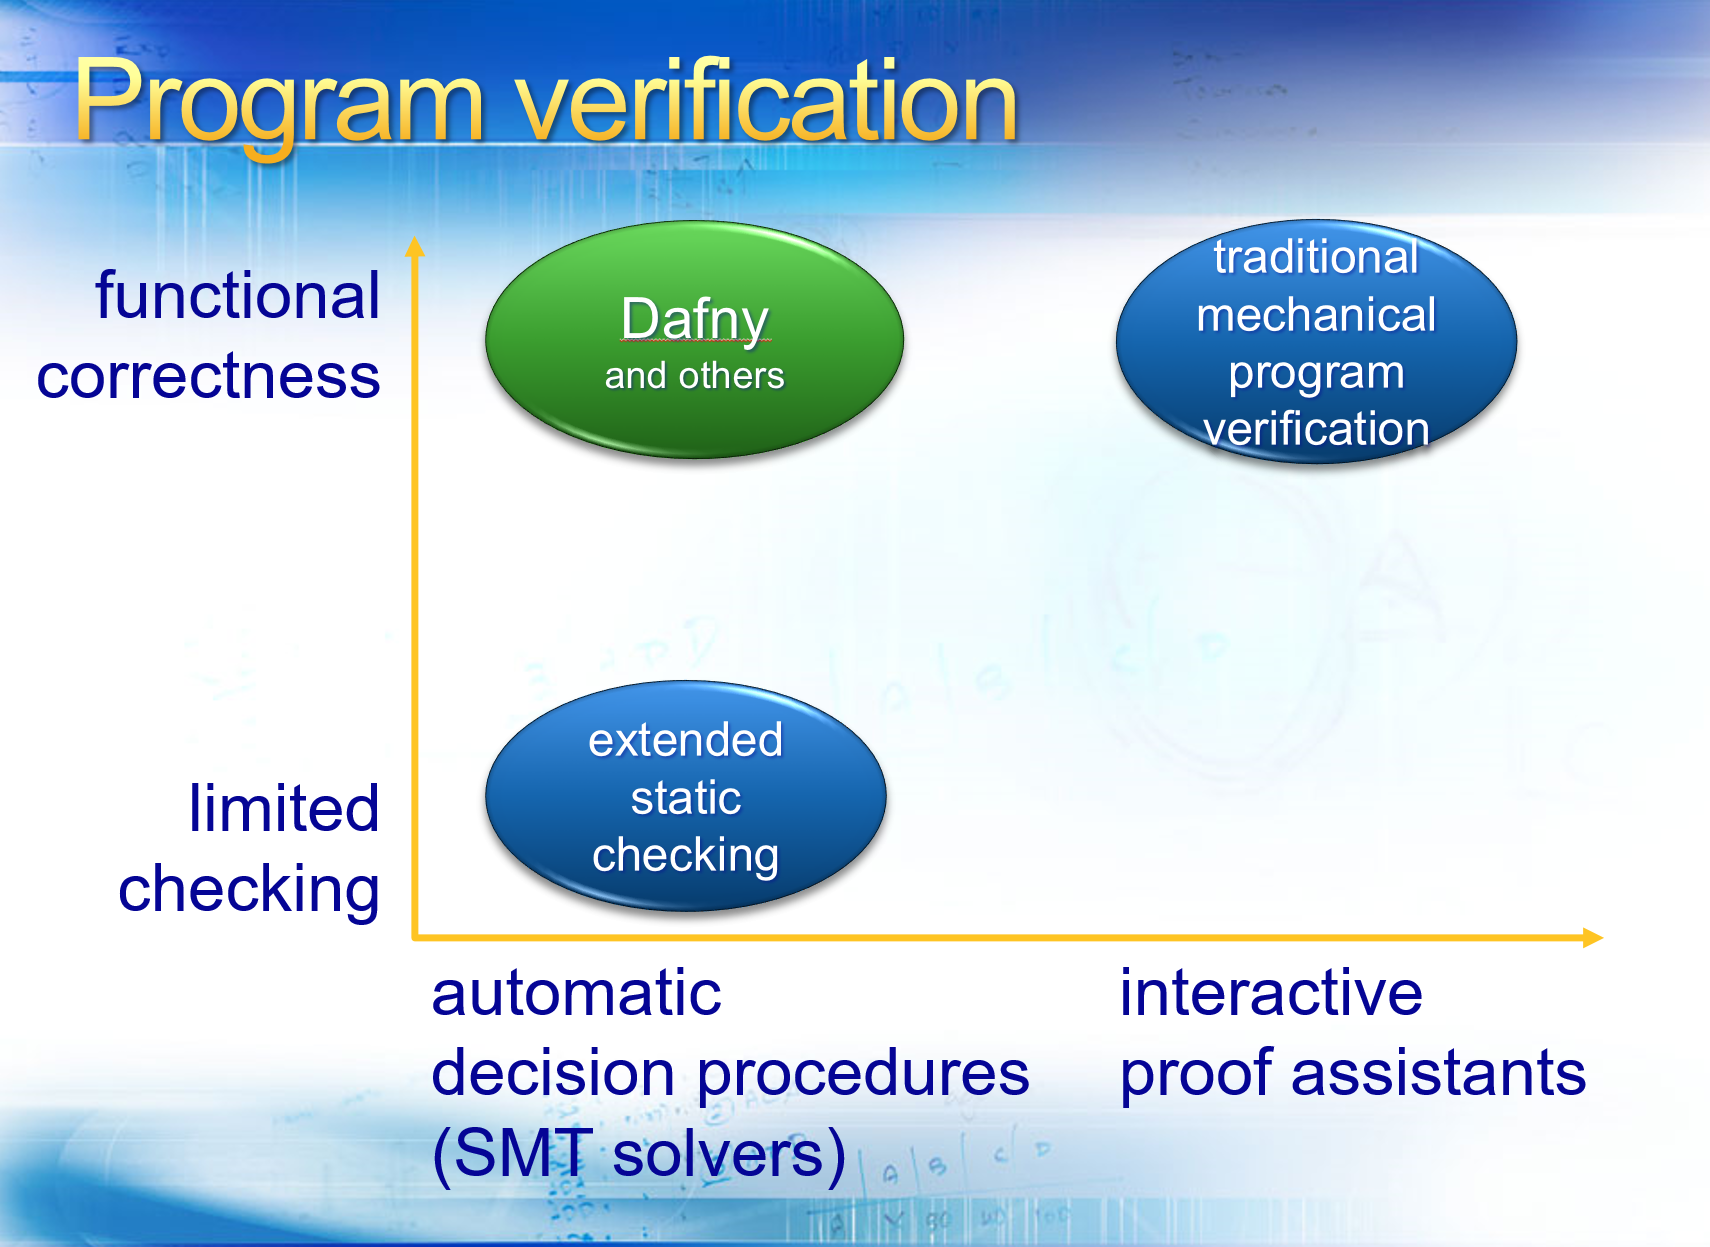 Program verification
functional
correctness
Dafny
and others
traditional
mechanical
program
verification
extended
static
checking
limited
checking
automatic
decision procedures
(SMT solvers)
interactive
proof assistants